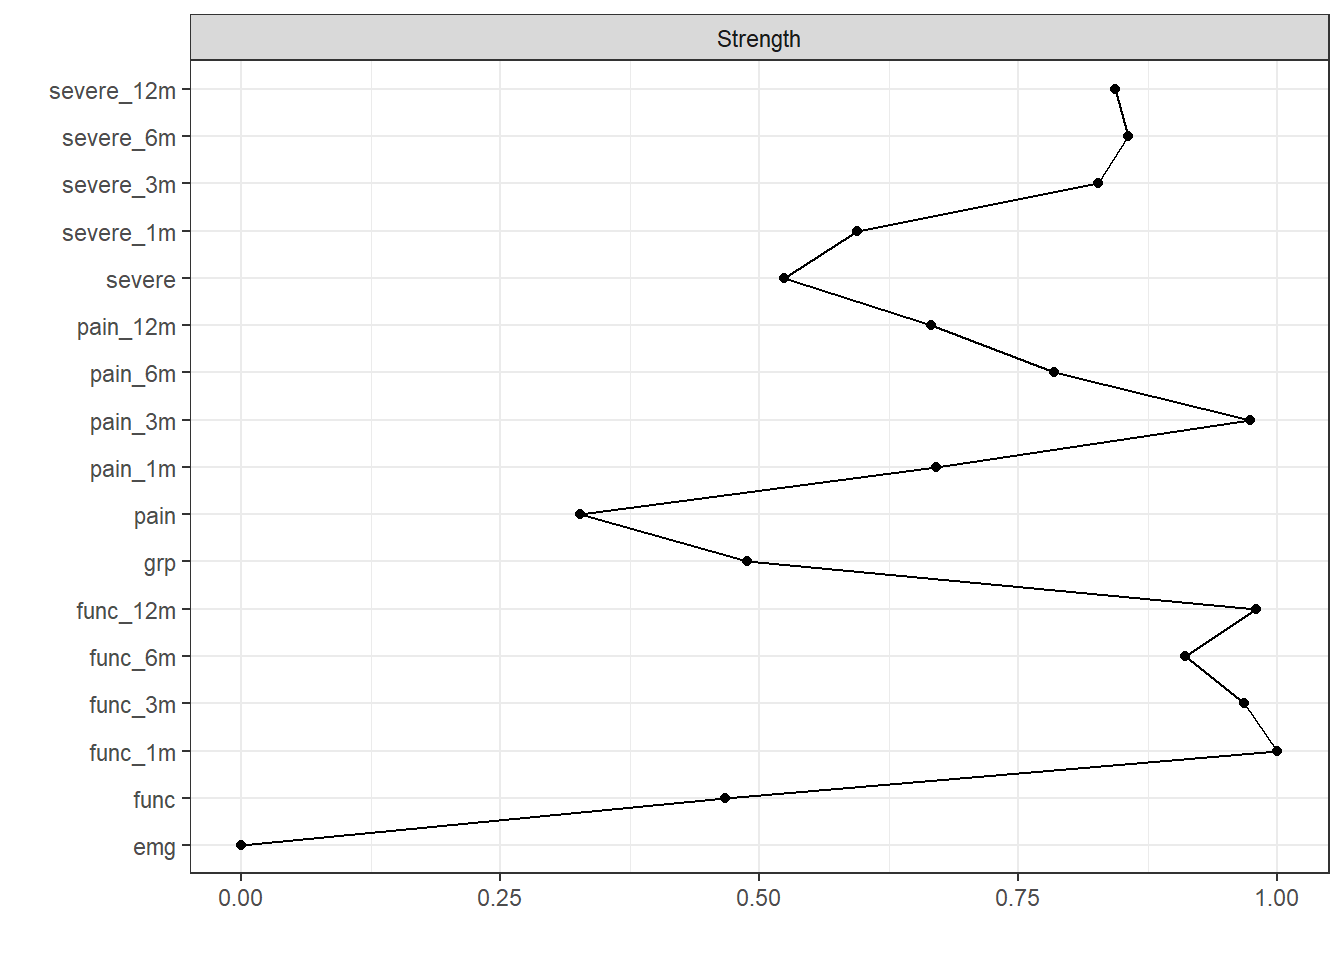 Strength
severe_12m
severe_6m
severe_3m
severe_1m
severe
pain_12m
pain_6m
pain_3m
pain_1m
pain
grp
func_12m
func_6m
func_3m
func_1m
func
emg
0.00 0.25 0.50 0.75 1.00